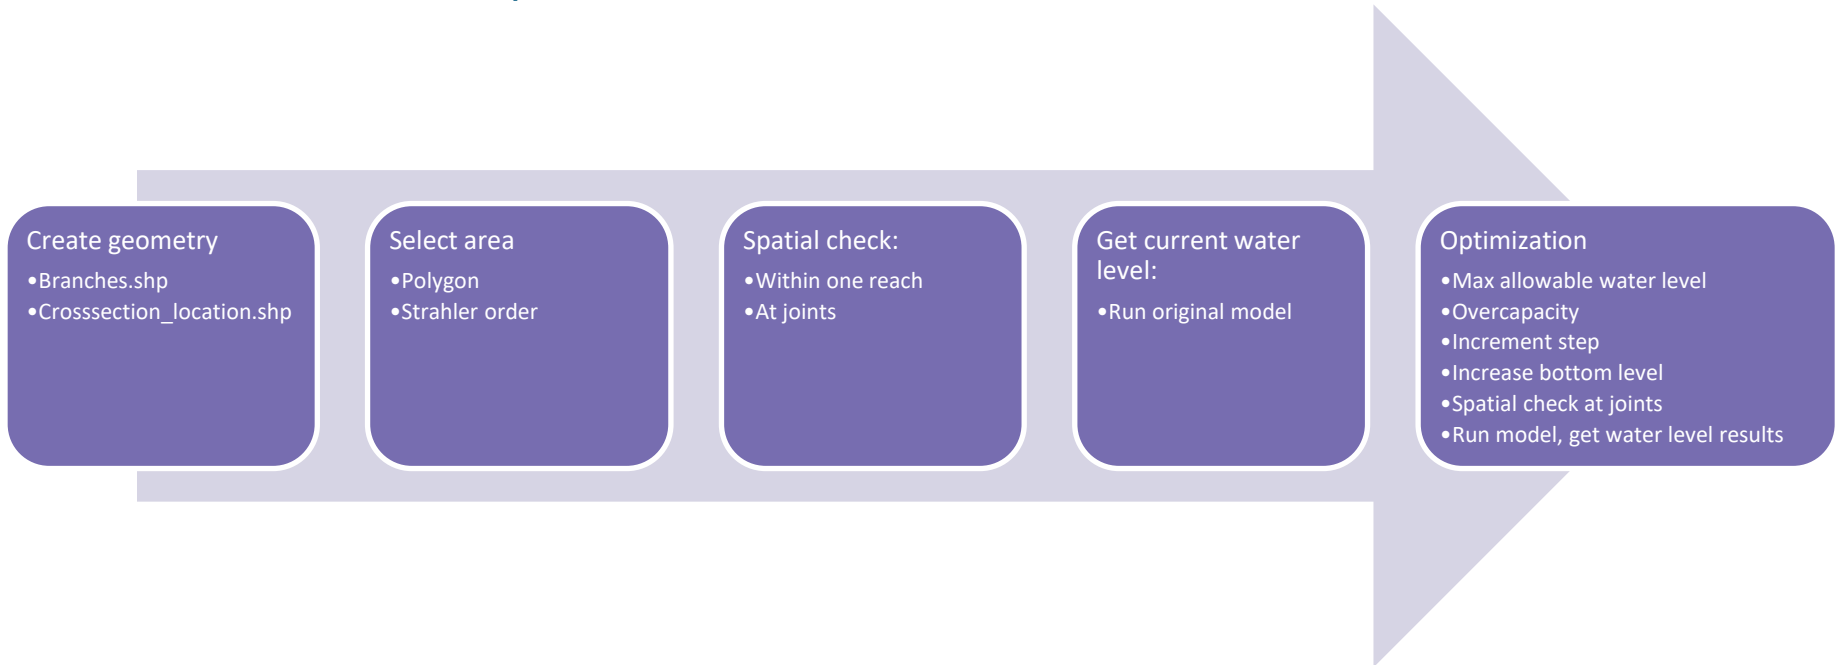 Create geometry
•Branches.shp
•Crosssection_location.shp
Select area
•Polygon
•Strahler order
Spatial check:
•Within one reach
•At joints
Get current water
level:
•Run original model
Optimization
•Max allowable water level
•Overcapacity
•Increment step
•Increase bottom level
•Spatial check at joints
•Run model, get water level results